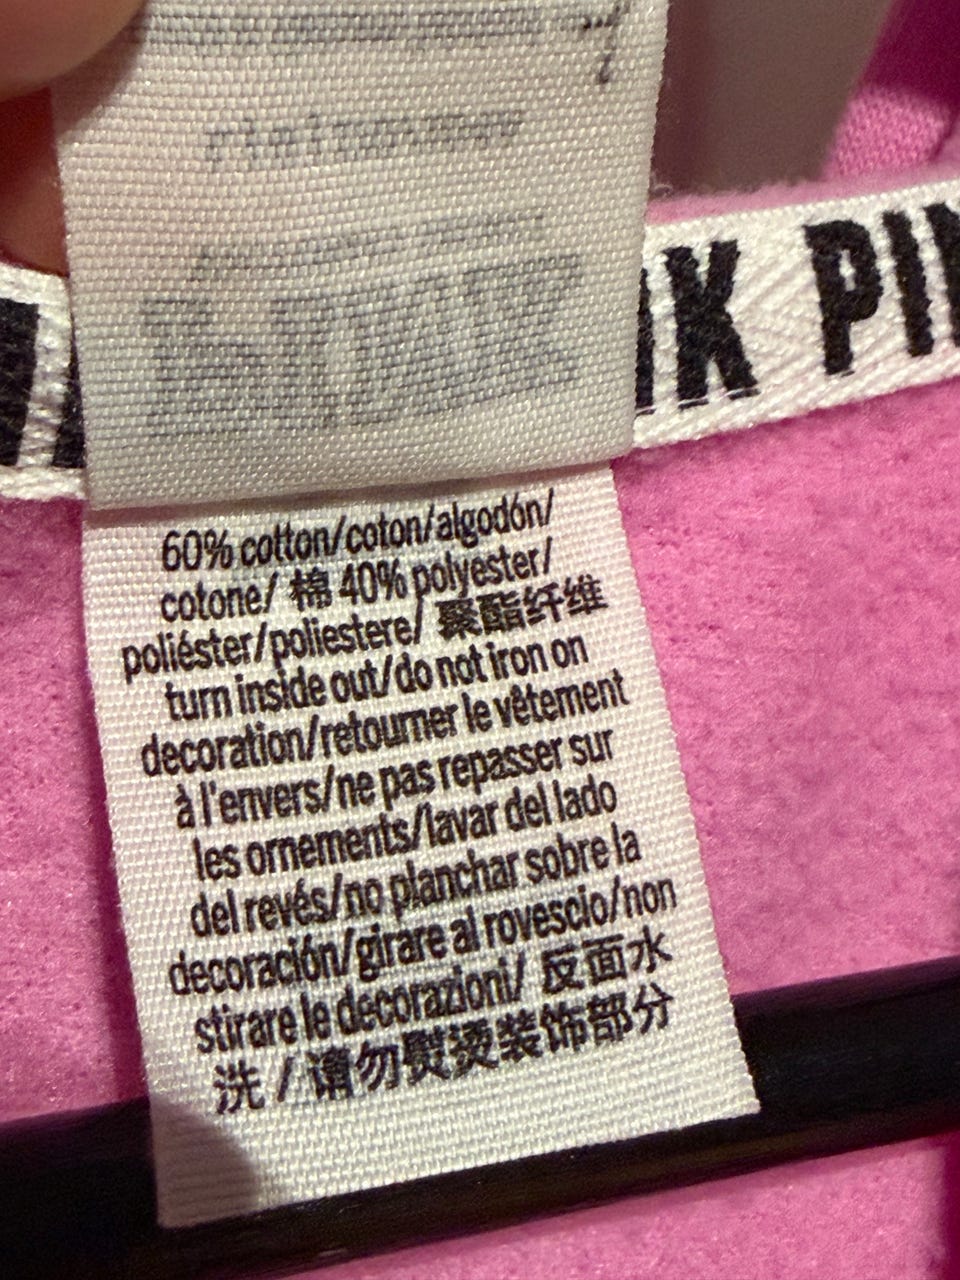 NK PIN
60% cotton/coton/algodón/
cotone/ 棉 40% polyester/
poliéster/poliestere/ 聚酯纤维
turn inside out/do not iron on
decoration/retourner le vêtement
à l'envers/ne pas repasser sur
les ornements/lavar del lado
del revés/no planchar sobre la
decoración/girare al rovescio/non
stirare le decorazioni/ 反面水
洗 / 请勿熨烫装饰部分